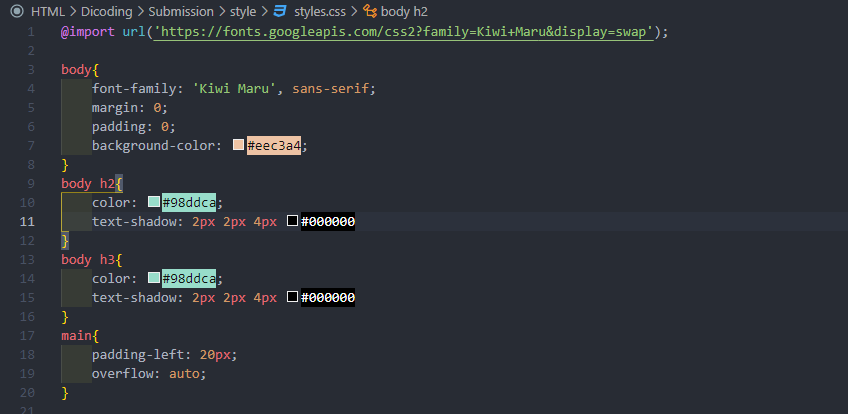 HTML > Dicoding > Submission > style > styles.css > body h2
1 @import url('https://fonts.googleapis.com/css2?family=Kiwi+Maru&display=swap');
2
3 body{
4 font-family: 'Kiwi Maru', sans-serif;
5 margin: 0;
6 padding: 0;
7 background-color: #eec3a4;
8 }
9 body h2{
10 color: #98ddca;
11 text-shadow: 2px 2px 4px #000000
12 }
13 body h3{
14 color: #98ddca;
15 text-shadow: 2px 2px 4px #000000
16 }
17 main{
18 padding-left: 20px;
19 overflow: auto;
20 }
21